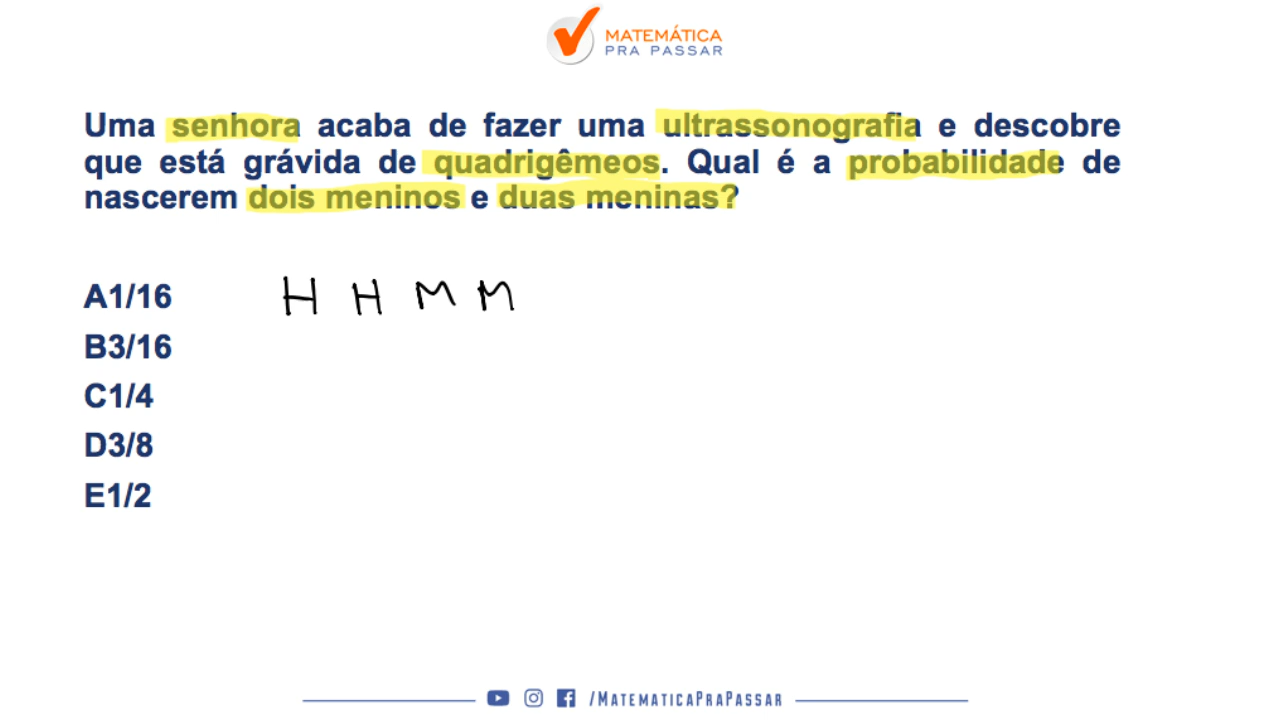 MATEMÁTICA
PRA PASSAR
Uma senhora acaba de fazer uma ultrassonografia e descobre
que está grávida de quadrigêmeos. Qual é a probabilidade de
nascerem dois meninos e duas meninas?
A1/16
H H M M
B3/16
C1/4
D3/8
E1/2
/MATEMATICAPRAPASSAR